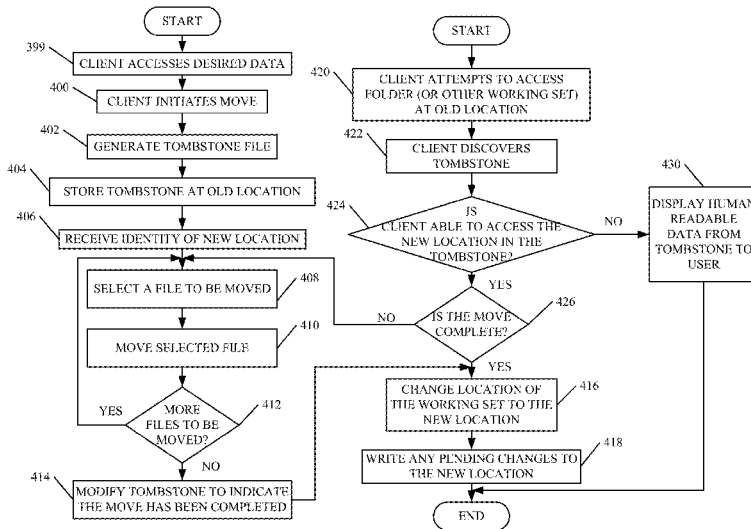 START
399
CLIENT ACCESSES DESIRED DATA
400
CLIENT INITIATES MOVE
402
GENERATE TOMBSTONE FILE
404
STORE TOMBSTONE AT OLD LOCATION
406
RECEIVE IDENTITY OF NEW LOCATION
SELECT A FILE TO BE MOVED
408
MOVE SELECTED FILE
410
YES
MORE
FILES TO BE
MOVED?
412
NO
414
MODIFY TOMBSTONE TO INDICATE
THE MOVE HAS BEEN COMPLETED
START
420
CLIENT ATTEMPTS TO ACCESS
FOLDER (OR OTHER WORKING SET)
AT OLD LOCATION
422
CLIENT DISCOVERS
TOMBSTONE
424
IS
CLIENT ABLE TO ACCESS THE
NEW LOCATION IN THE
TOMBSTONE?
NO
430
DISPLAY HUMAN
READABLE
DATA FROM
TOMBSTONE TO
USER
YES
NO
IS THE MOVE
COMPLETE?
426
YES
CHANGE LOCATION OF
THE WORKING SET TO THE
NEW LOCATION
416
WRITE ANY PENDING CHANGES
TO THE NEW LOCATION
418
END